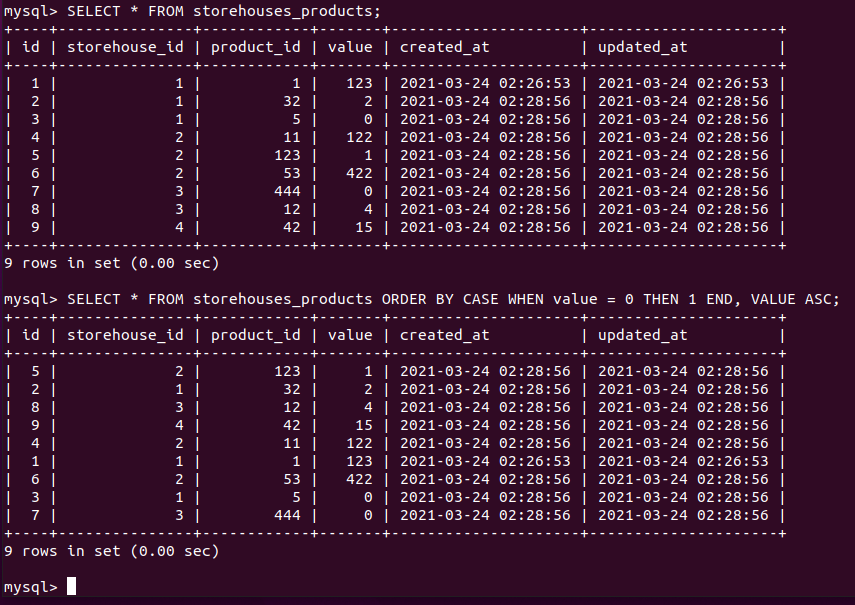 mysql> SELECT * FROM storehouses_products;
+----+---------------+------------+-------+---------------------+---------------------+
| id | storehouse_id | product_id | value | created_at          | updated_at          |
+----+---------------+------------+-------+---------------------+---------------------+
|  1 |             1 |          1 |   123 | 2021-03-24 02:26:53 | 2021-03-24 02:26:53 |
|  2 |             1 |         32 |     2 | 2021-03-24 02:28:56 | 2021-03-24 02:28:56 |
|  3 |             1 |          5 |     0 | 2021-03-24 02:28:56 | 2021-03-24 02:28:56 |
|  4 |             2 |         11 |   122 | 2021-03-24 02:28:56 | 2021-03-24 02:28:56 |
|  5 |             2 |        123 |     1 | 2021-03-24 02:28:56 | 2021-03-24 02:28:56 |
|  6 |             2 |         53 |   422 | 2021-03-24 02:28:56 | 2021-03-24 02:28:56 |
|  7 |             3 |        444 |     0 | 2021-03-24 02:28:56 | 2021-03-24 02:28:56 |
|  8 |             3 |         12 |     4 | 2021-03-24 02:28:56 | 2021-03-24 02:28:56 |
|  9 |             4 |         42 |    15 | 2021-03-24 02:28:56 | 2021-03-24 02:28:56 |
+----+---------------+------------+-------+---------------------+---------------------+
9 rows in set (0.00 sec)

mysql> SELECT * FROM storehouses_products ORDER BY CASE WHEN value = 0 THEN 1 END, VALUE ASC;
+----+---------------+------------+-------+---------------------+---------------------+
| id | storehouse_id | product_id | value | created_at          | updated_at          |
+----+---------------+------------+-------+---------------------+---------------------+
|  5 |             2 |        123 |     1 | 2021-03-24 02:28:56 | 2021-03-24 02:28:56 |
|  2 |             1 |         32 |     2 | 2021-03-24 02:28:56 | 2021-03-24 02:28:56 |
|  8 |             3 |         12 |     4 | 2021-03-24 02:28:56 | 2021-03-24 02:28:56 |
|  9 |             4 |         42 |    15 | 2021-03-24 02:28:56 | 2021-03-24 02:28:56 |
|  4 |             2 |         11 |   122 | 2021-03-24 02:28:56 | 2021-03-24 02:28:56 |
|  1 |             1 |          1 |   123 | 2021-03-24 02:26:53 | 2021-03-24 02:26:53 |
|  6 |             2 |         53 |   422 | 2021-03-24 02:28:56 | 2021-03-24 02:28:56 |
|  3 |             1 |          5 |     0 | 2021-03-24 02:28:56 | 2021-03-24 02:28:56 |
|  7 |             3 |        444 |     0 | 2021-03-24 02:28:56 | 2021-03-24 02:28:56 |
+----+---------------+------------+-------+---------------------+---------------------+
9 rows in set (0.00 sec)

mysql>